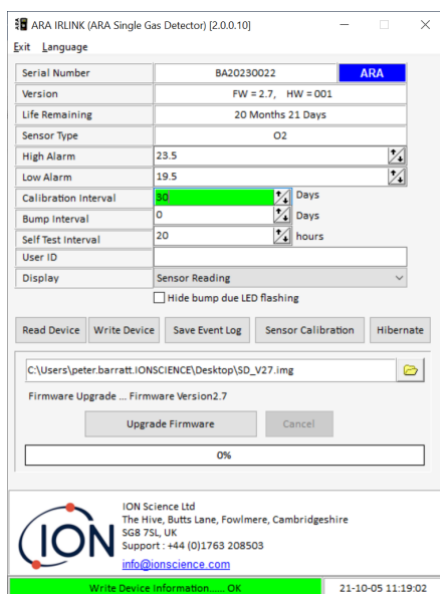 ARA IRLINK (ARA Single Gas Detector) [2.0.0.10]
Exit Language
Serial Number BA20230022 ARA
Version FW = 2.7, HW = 001
Life Remaining 20 Months 21 Days
Sensor Type O2
High Alarm 23.5
Low Alarm 19.5
Calibration Interval 30 Days
Bump Interval 0 Days
Self Test Interval 20 hours
User ID
Display Sensor Reading
Hide bump due LED flashing
Read Device Write Device Save Event Log Sensor Calibration Hibernate
C:\Users\peter.barratt.IONSCIENCE\Desktop\SD_V27.img
Firmware Upgrade ... Firmware Version2.7
Upgrade Firmware Cancel
0%
ION
ION Science Ltd
The Hive, Butts Lane, Fowlmere, Cambridgeshire
SG8 7SL, UK
Support : +44 (0)1763 208503
info@ionscience.com
Write Device Information...... OK 21-10-05 11:19:02